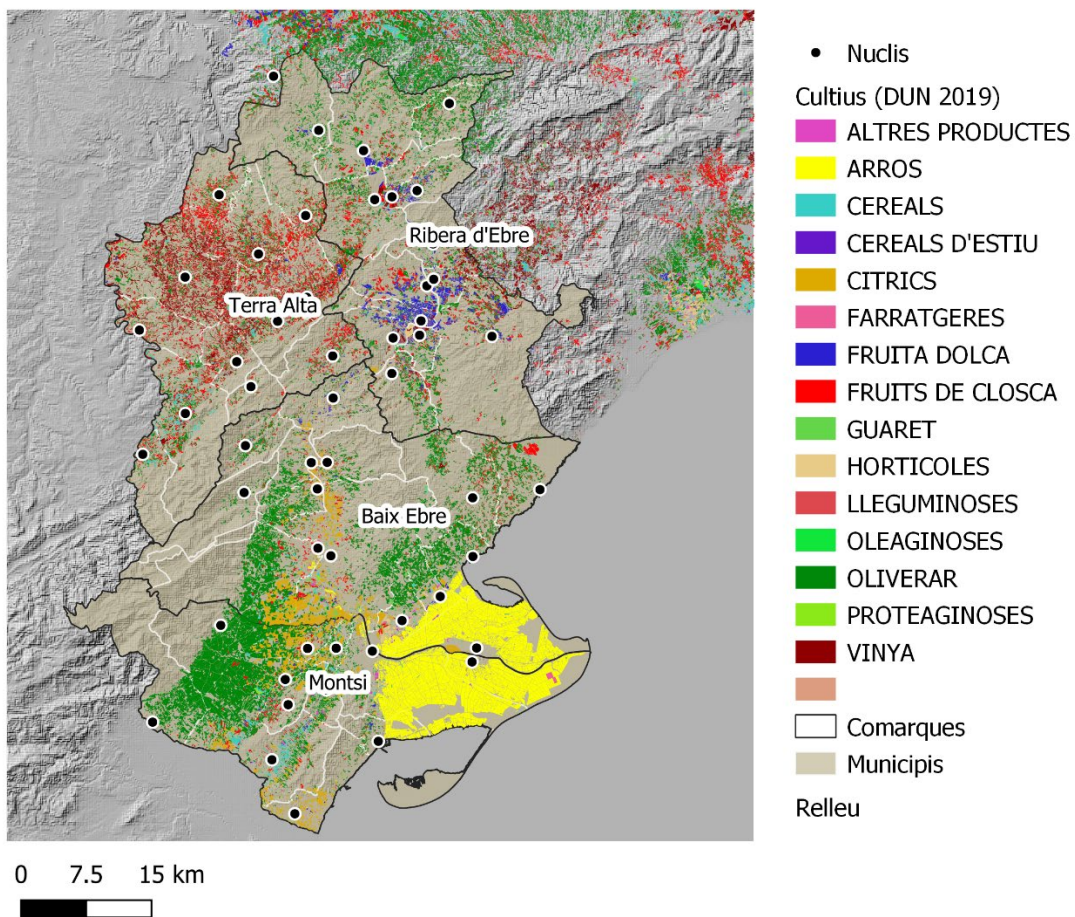 Ribera d'Ebre
Terra Alta
Baix Ebre
Montsi
Nuclis
Cultius (DUN 2019)
ALTRES PRODUCTES
ARROS
CEREALS
CEREALS D'ESTIU
CITRICS
FARRATGERES
FRUITA DOLCA
FRUITS DE CLOSCA
GUARET
HORTICOLES
LLEGUMINOSES
OLEAGINOSES
OLIVERAR
PROTEAGINOSES
VINYA
Comarques
Municipis
Relleu
0 7.5 15 km